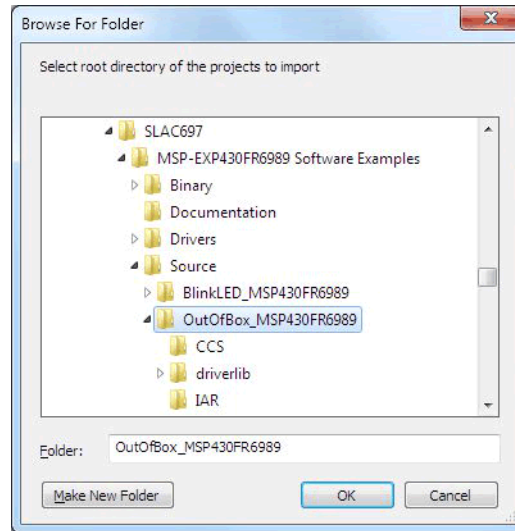 Browse For Folder
Select root directory of the projects to import
SLAC697
MSP-EXP430FR6989 Software Examples
Binary
Documentation
Drivers
Source
BlinkLED_MSP430FR6989
OutOfBox_MSP430FR6989
CCS
driverlib
IAR
Folder: OutOfBox_MSP430FR6989
Make New Folder OK Cancel